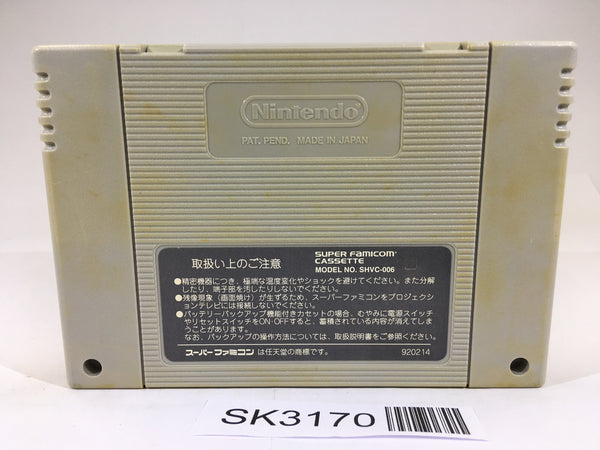 Nintendo
PAT. PEND. MADE IN JAPAN
取扱い上のご注意
SUPER FAMICOM
CASSETTE
MODEL NO. SHVC-006
●精密機器につき、極端な温度変化やショックを避けてください。また分解
したり、端子部を汚したりしないでください。
●残像現象（画面焼け）が生ずるため、スーパーファミコンをプロジェクシ
ョンテレビには接続しないでください。
●バッテリーバックアップ機能付きカセットの場合、むやみに電源スイッチ
やリセットスイッチをON・OFFすると、蓄積されている内容が消えてしま
うことがあります。
なお、バックアップの操作方法については、取扱説明書をご参照ください。
スーパーファミコン は任天堂の商標です。
920214
SK3170